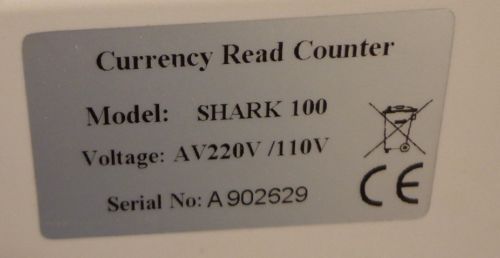 Currency Read Counter
Model: SHARK 100
Voltage: AV220V /110V
Serial No: A 902629
CE